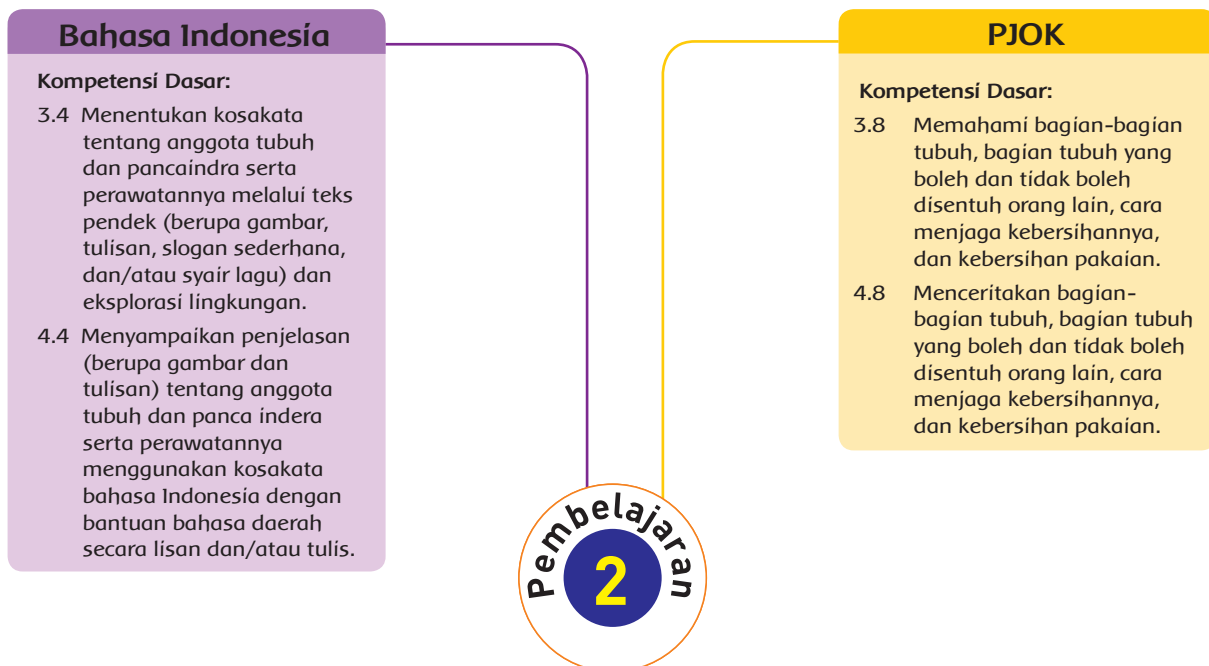 Bahasa Indonesia
Kompetensi Dasar:
3.4 Menentukan kosakata
tentang anggota tubuh
dan pancaindra serta
perawatannya melalui teks
pendek (berupa gambar,
tulisan, slogan sederhana,
dan/atau syair lagu) dan
eksplorasi lingkungan.
4.4 Menyampaikan penjelasan
(berupa gambar dan
tulisan) tentang anggota
tubuh dan panca indera
serta perawatannya
menggunakan kosakata
bahasa Indonesia dengan
bantuan bahasa daerah
secara lisan dan/atau tulis.
PJOK
Kompetensi Dasar:
3.8 Memahami bagian-bagian
tubuh, bagian tubuh yang
boleh dan tidak boleh
disentuh orang lain, cara
menjaga kebersihannya,
dan kebersihan pakaian.
4.8 Menceritakan bagian-
bagian tubuh, bagian tubuh
yang boleh dan tidak boleh
disentuh orang lain, cara
menjaga kebersihannya,
dan kebersihan pakaian.
Pembelajaran
2